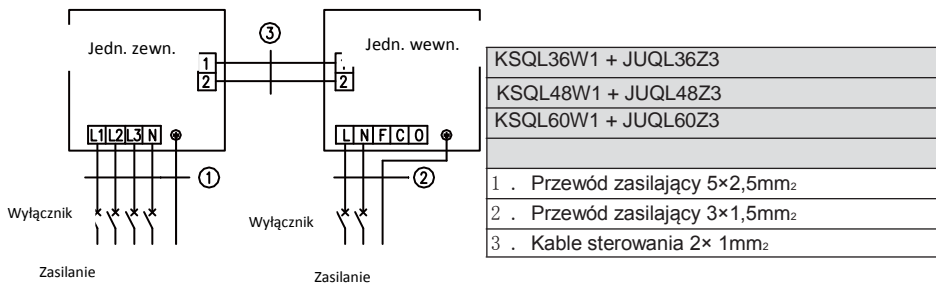 Jedn. zewn.
1
2
L1 L2 L3 N
1
Wyłącznik
Zasilanie
3
Jedn. wewn.
2
L N F C O
2
Wyłącznik
Zasilanie
KSQL36W1 + JUQL36Z3
KSQL48W1 + JUQL48Z3
KSQL60W1 + JUQL60Z3
1 . Przewód zasilający 5×2,5mm₂
2 . Przewód zasilający 3×1,5mm₂
3 . Kable sterowania 2× 1mm₂